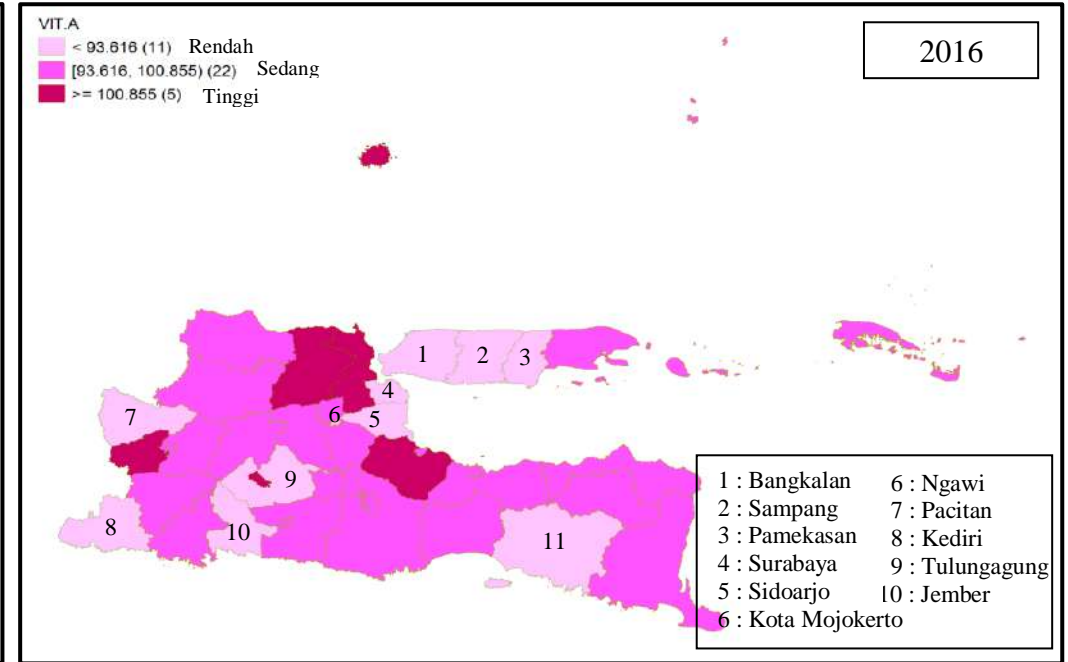 VIT.A
< 93.616 (11) Rendah
[93.616, 100.855) (22) Sedang
>= 100.855 (5) Tinggi
2016
1
2
3
4
5
6
7
8
9
10
11
1 : Bangkalan
2 : Sampang
3 : Pamekasan
4 : Surabaya
5 : Sidoarjo
6 : Kota Mojokerto
6 : Ngawi
7 : Pacitan
8 : Kediri
9 : Tulungagung
10 : Jember